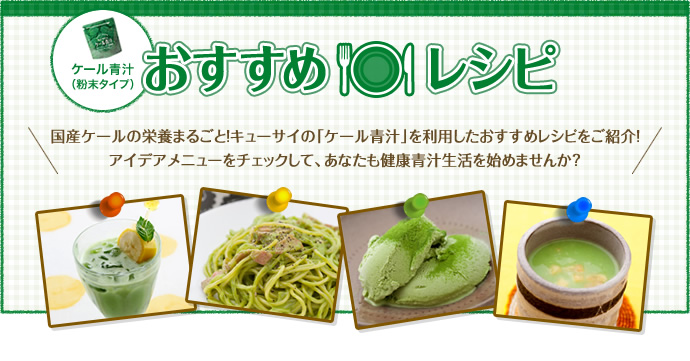 ケール青汁
(粉末タイプ)
おすすめ レシピ
国産ケールの栄養まるごと!キューサイの「ケール青汁」を利用したおすすめレシピをご紹介!
アイデアメニューをチェックして、あなたも健康青汁生活を始めませんか?